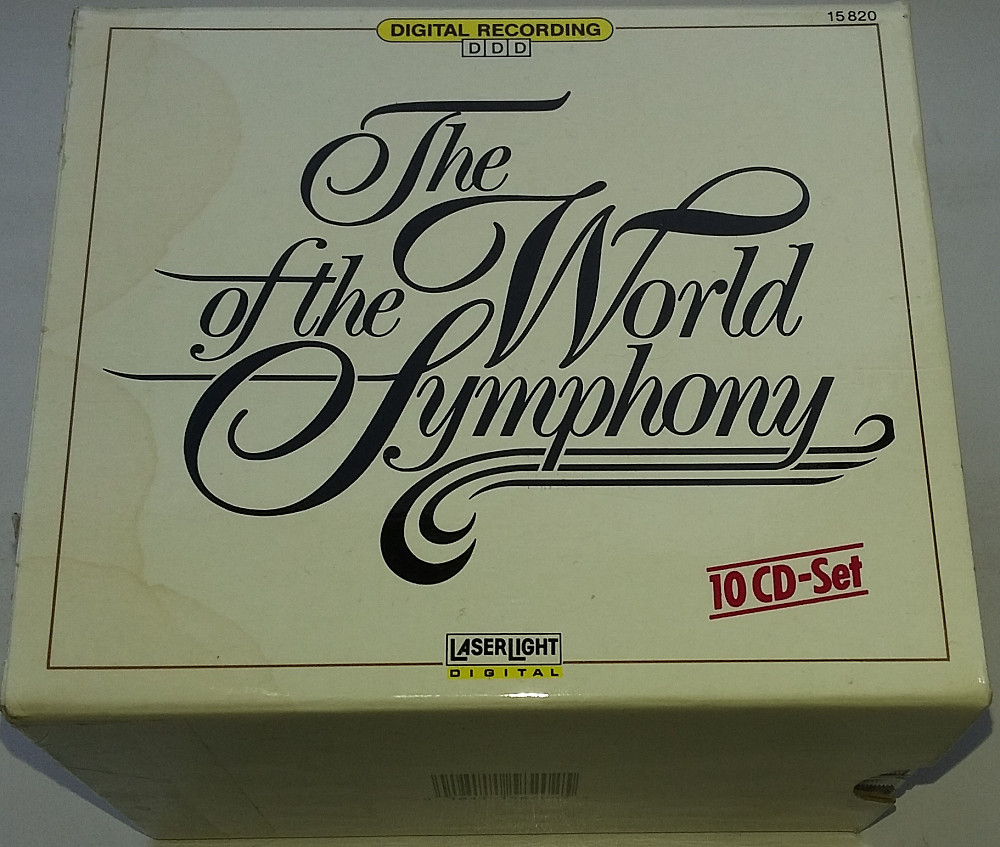 15 820
DIGITAL RECORDING
DDD
The
World
of the
Symphony
10 CD-Set
LASERLIGHT
DIGITAL